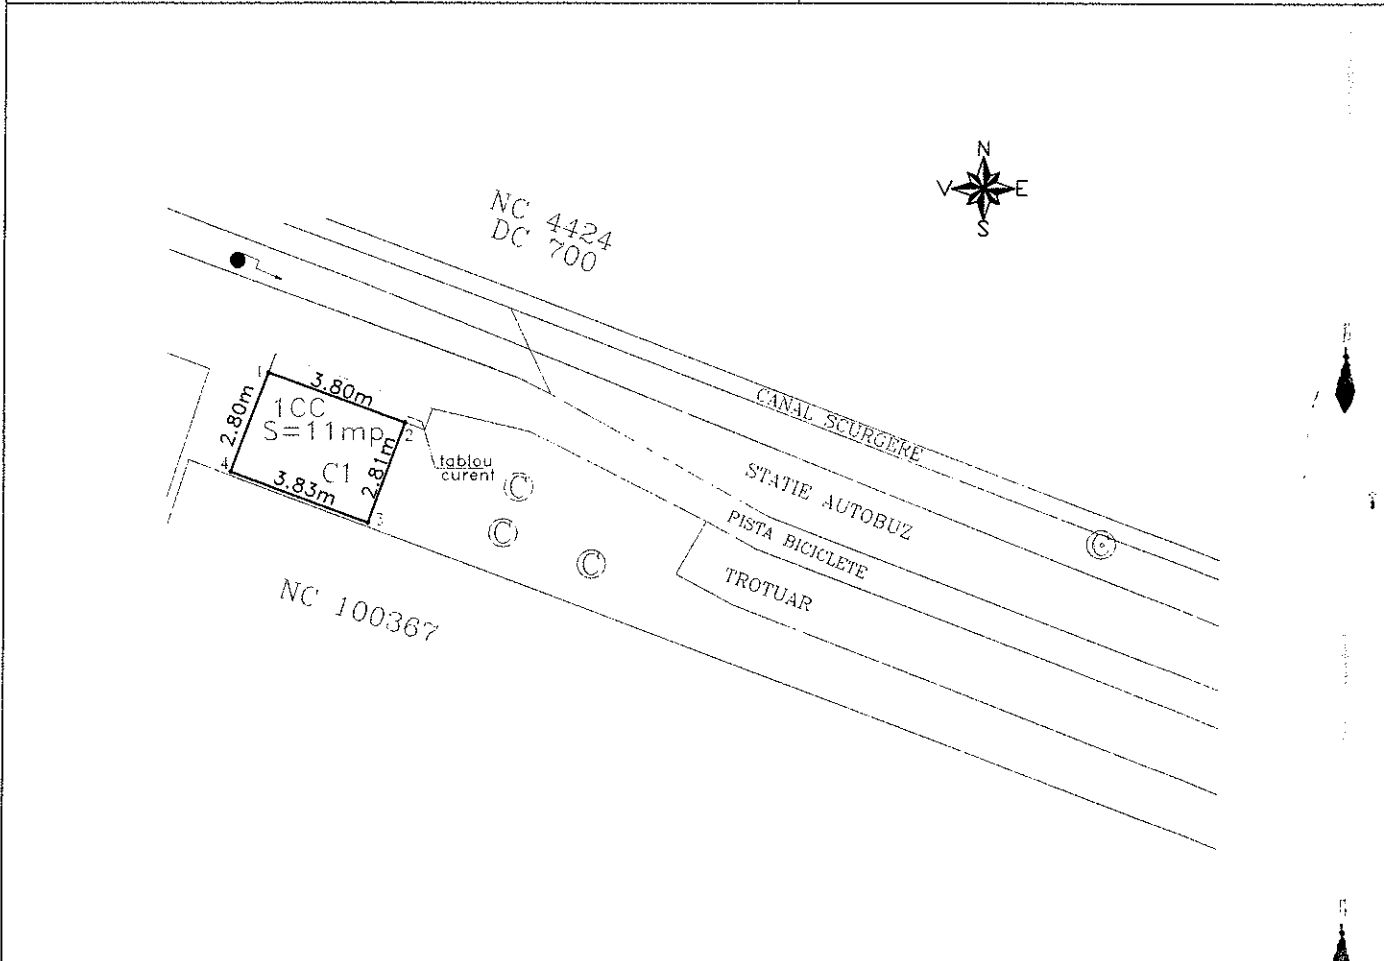 N
V E
S
NC 4424
DC 700
1
3.80m
2.80m
1CC
S=11mp
2
C1
2.81m
4
3.83m
3
tablou
curent
C
C
C
C
CANAL SCURGERE
STATIE AUTOBUZ
PISTA BICICLETE
TROTUAR
NC 100367